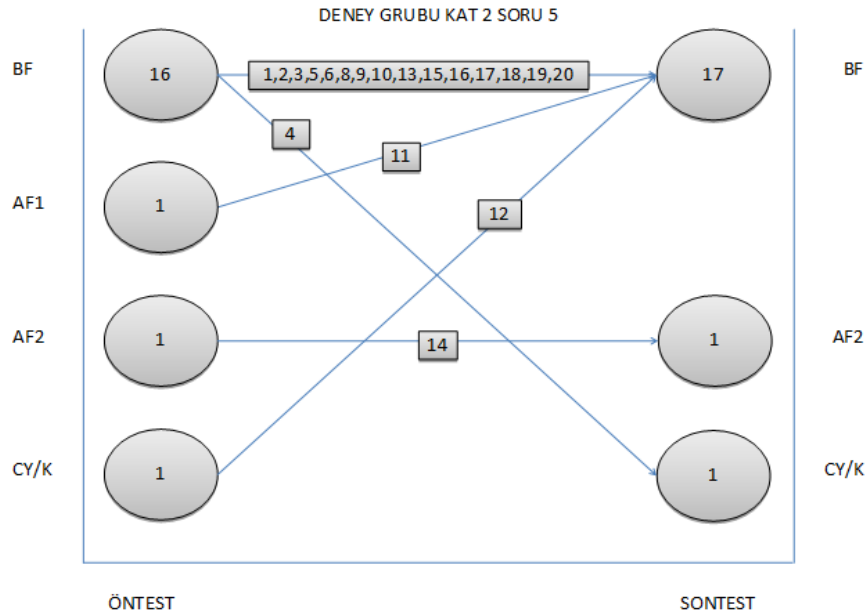 DENEY GRUBU KAT 2 SORU 5
BF 16 1,2,3,5,6,8,9,10,13,15,16,17,18,19,20 17 BF
4
11
AF1 1
12
AF2 1 14 1 AF2
CY/K 1 1 CY/K
ÖNTEST SONTEST